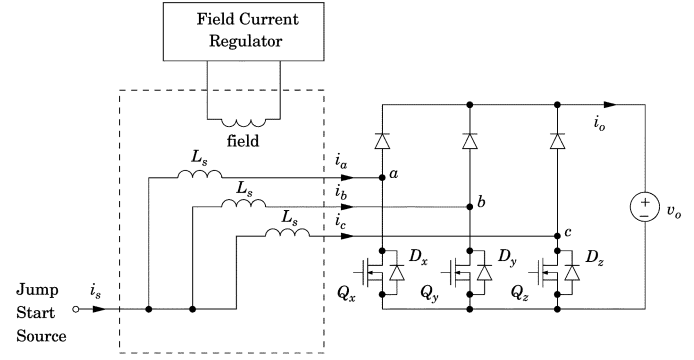 Field Current
Regulator
field
L_s
L_s
L_s
i_a
i_b
i_c
a
b
c
i_o
v_o
+
−
D_x
D_y
D_z
Q_x
Q_y
Q_z
Jump
Start
Source
i_s